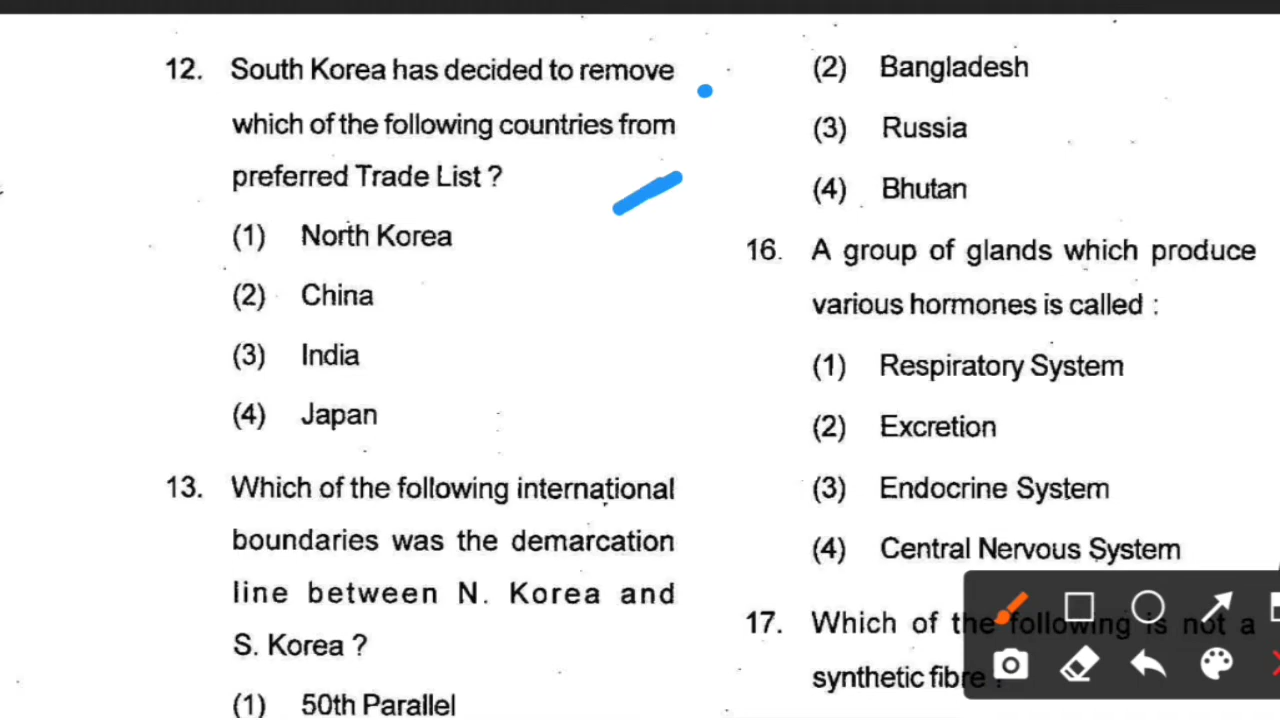 12. South Korea has decided to remove
which of the following countries from
preferred Trade List ?
(1) North Korea
(2) China
(3) India
(4) Japan
13. Which of the following international
boundaries was the demarcation
line between N. Korea and
S. Korea ?
(1) 50th Parallel
(2) Bangladesh
(3) Russia
(4) Bhutan
16. A group of glands which produce
various hormones is called :
(1) Respiratory System
(2) Excretion
(3) Endocrine System
(4) Central Nervous System
17. Which of the following is not a
synthetic fibre ?